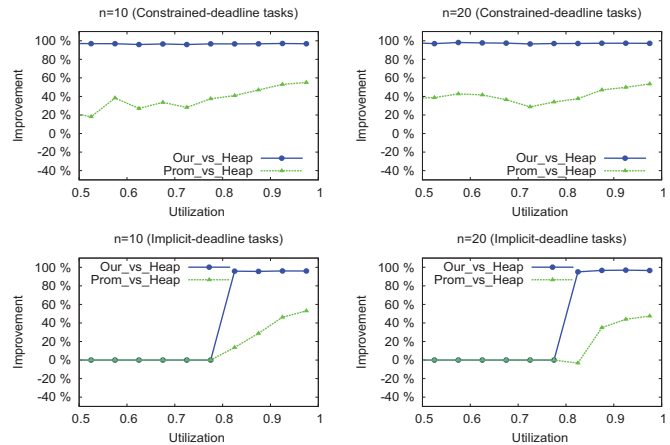 n=10 (Constrained-deadline tasks)
100 %
80 %
60 %
40 %
20 %
0 %
-20 %
-40 %
Improvement
Our_vs_Heap
Prom_vs_Heap
0.5 0.6 0.7 0.8 0.9 1
Utilization
n=20 (Constrained-deadline tasks)
100 %
80 %
60 %
40 %
20 %
0 %
-20 %
-40 %
Improvement
Our_vs_Heap
Prom_vs_Heap
0.5 0.6 0.7 0.8 0.9 1
Utilization
n=10 (Implicit-deadline tasks)
100 %
80 %
60 %
40 %
20 %
0 %
-20 %
-40 %
Improvement
Our_vs_Heap
Prom_vs_Heap
0.5 0.6 0.7 0.8 0.9 1
Utilization
n=20 (Implicit-deadline tasks)
100 %
80 %
60 %
40 %
20 %
0 %
-20 %
-40 %
Improvement
Our_vs_Heap
Prom_vs_Heap
0.5 0.6 0.7 0.8 0.9 1
Utilization